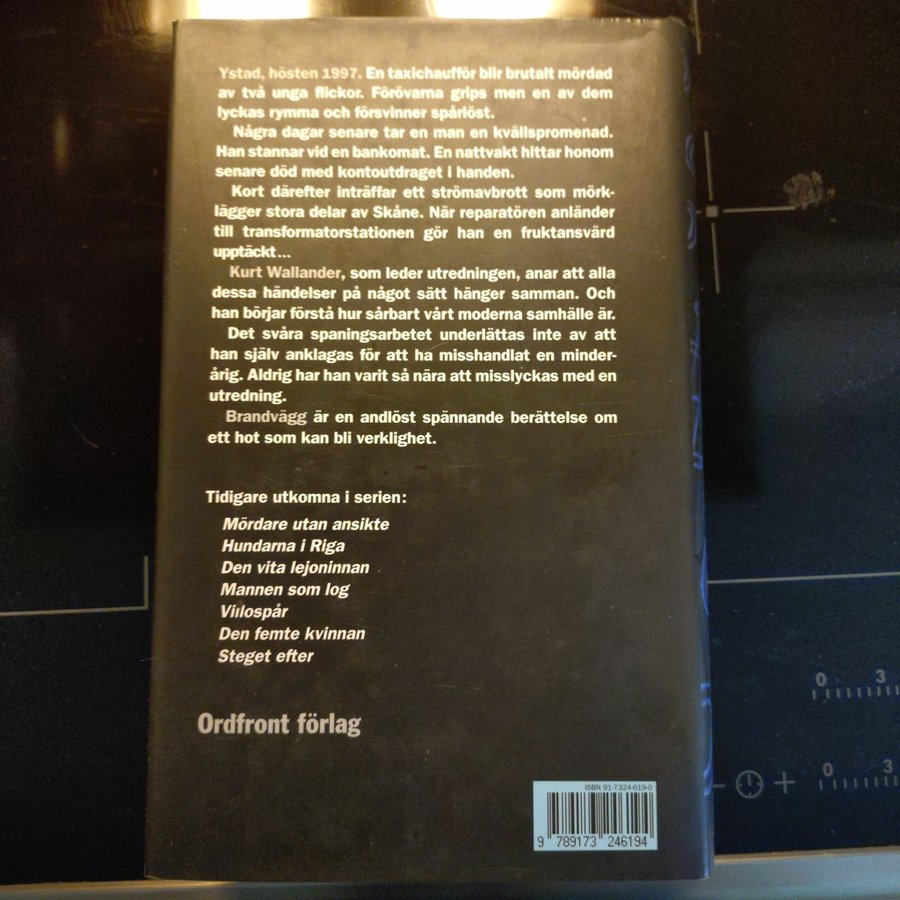 Ystad, hösten 1997. En taxichaufför blir brutalt mördad
av två unga flickor. Förövarna grips men en av dem
lyckas rymma och försvinner spårlöst.
Några dagar senare tar en man en kvällspromenad.
Han stannar vid en bankomat. En nattvakt hittar honom
senare död med kontoutdraget i handen.
Kort därefter inträffar ett strömavbrott som mörk-
lägger stora delar av Skåne. När reparatören anländer
till transformatorstationen gör han en fruktansvärd
upptäckt...
Kurt Wallander, som leder utredningen, anar att alla
dessa händelser på något sätt hänger samman. Och
han börjar förstå hur sårbart vårt moderna samhälle är.
Det svåra spaningsarbetet underlättas inte av att
han själv anklagas för att ha misshandlat en minder-
årig. Aldrig har han varit så nära att misslyckas med en
utredning.
Brandvägg är en andlöst spännande berättelse om
ett hot som kan bli verklighet.
Tidigare utkomna i serien:
Mördare utan ansikte
Hundarna i Riga
Den vita lejoninnan
Mannen som log
Villospår
Den femte kvinnan
Steget efter
Ordfront förlag
ISBN 91-7324-619-0
9 789173 246194
0 3
0 3
- +